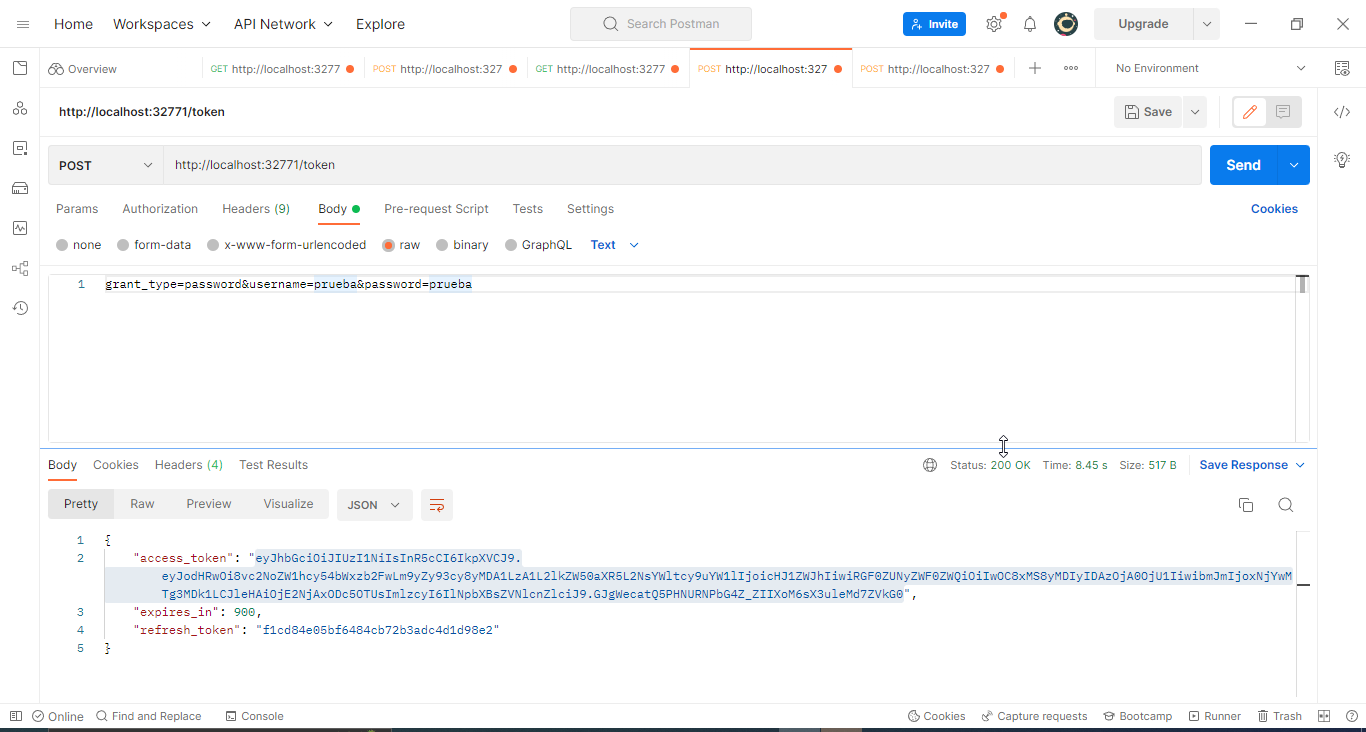 Home Workspaces API Network Explore Search Postman Invite Upgrade
Overview GET http://localhost:3277 POST http://localhost:327 GET http://localhost:3277 POST http://localhost:327 POST http://localhost:327 No Environment
http://localhost:32771/token Save
POST http://localhost:32771/token Send
Params Authorization Headers (9) Body Pre-request Script Tests Settings Cookies
none form-data x-www-form-urlencoded raw binary GraphQL Text
1 grant_type=password&username=prueba&password=prueba
Body Cookies Headers (4) Test Results Status: 200 OK Time: 8.45 s Size: 517 B Save Response
Pretty Raw Preview Visualize JSON
1 {
2 "access_token": "eyJhbGciOiJIUzI1NiIsInR5cCI6IkpXVCJ9.
eyJodHRwOi8vc2NoZW1hcy54bWxzb2FwLm9yZy93cy8yMDA1LzA1L2lkZW50aXR5L2NsYWltcy9uYW1lIjoicHJ1ZWJhIiwiRGF0ZUNyZWF0ZWQiOiIwOC8xMS8yMDIyIDAzOjA0OjU1IiwibmJmIjoxNjYwM
Tg3MDk1LCJleHAiOjE2NjAxODc5OTUsImlzcyI6IlNpbXBsZVNlcnZlciJ9.GJgWecatQ5PHNURNPbG4Z_ZIIXoM6sX3uleMd7ZVkG0",
3 "expires_in": 900,
4 "refresh_token": "f1cd84e05bf6484cb72b3adc4d1d98e2"
5 }
Online Find and Replace Console Cookies Capture requests Bootcamp Runner Trash